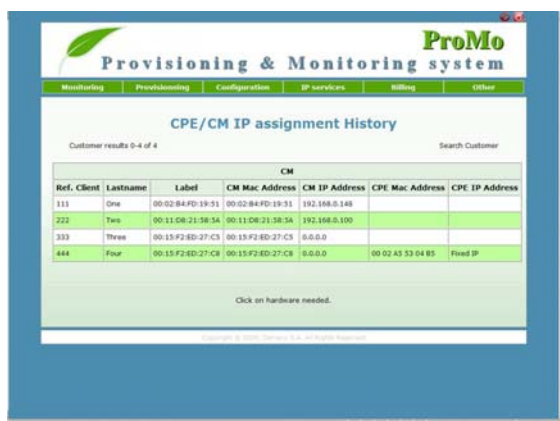 ProMo
Provisioning & Monitoring system
Monitoring Provisionning Configuration IP services Billing Other
CPE/CM IP assignment History
Customer results 0-4 of 4 Search Customer
CM
Ref. Client Lastname Label CM Mac Address CM IP Address CPE Mac Address CPE IP Address
111 One 00:02:B4:FD:19:51 00:02:B4:FD:19:51 192.168.0.146
222 Two 00:11:D8:21:58:5A 00:11:D8:21:58:5A 192.168.0.100
333 Three 00:15:F2:ED:27:C5 00:15:F2:ED:27:C5 0.0.0.0
444 Four 00:15:F2:ED:27:C8 00:15:F2:ED:27:C8 0.0.0.0 00 02 A5 53 04 B5 Fixed IP
Click on hardware needed.
Copyright © S.A. All Rights Reserved